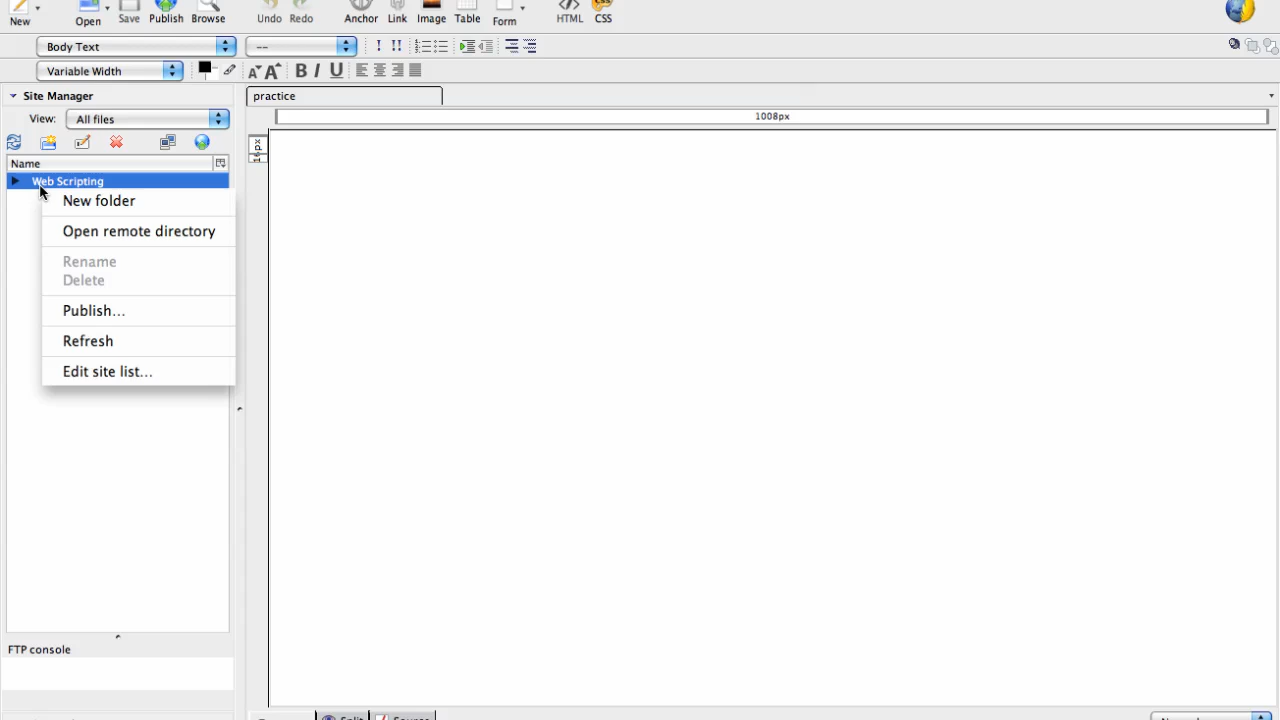 New Open Save Publish Browse Undo Redo Anchor Link Image Table Form HTML CSS
Body Text --
Variable Width B I U
Site Manager
practice
View: All files
1008px
Name
Web Scripting
New folder
Open remote directory
Rename
Delete
Publish...
Refresh
Edit site list...
FTP console
Split Source